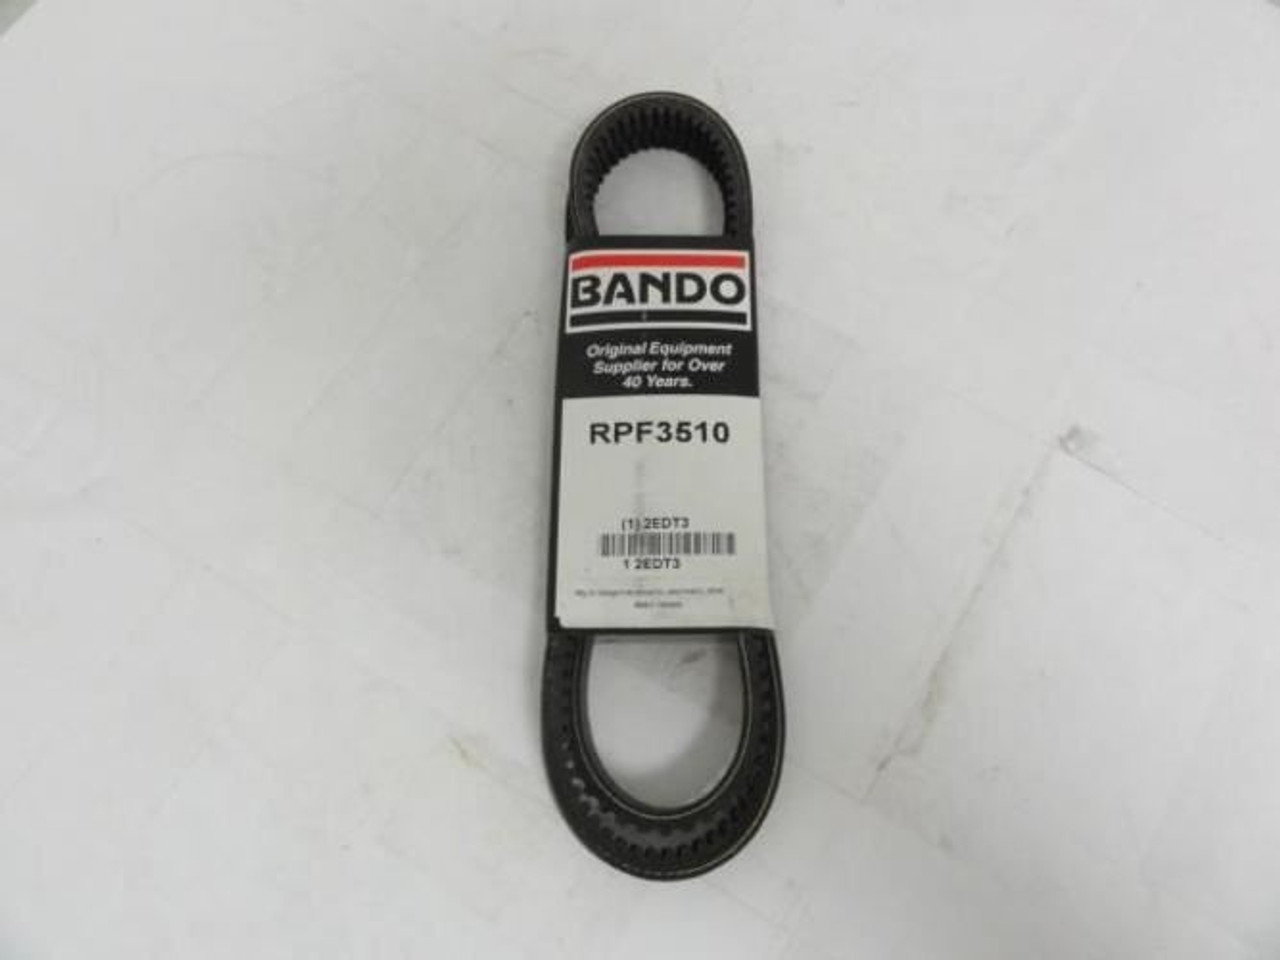 BANDO
Original Equipment
Supplier for Over
40 Years.
RPF3510
(1) 2EDT3
1 2EDT3